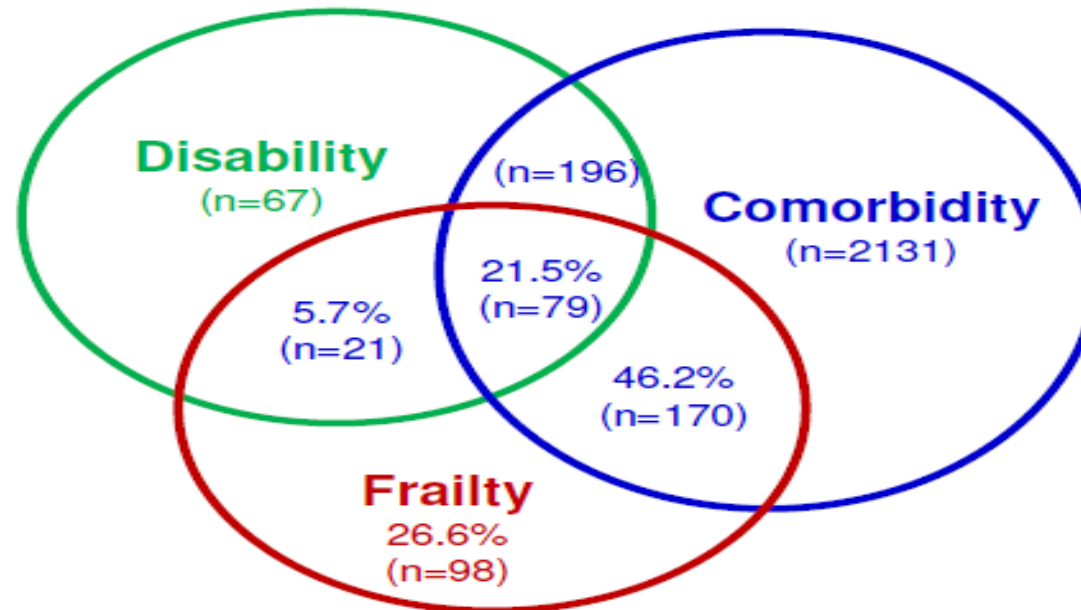 Disability
(n=67)
(n=196)
Comorbidity
(n=2131)
21.5%
(n=79)
5.7%
(n=21)
46.2%
(n=170)
Frailty
26.6%
(n=98)